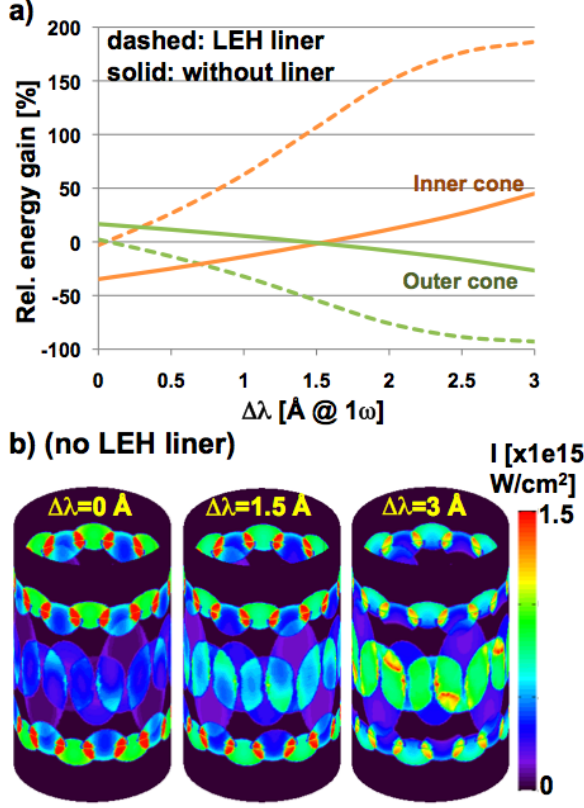 a)
200
150
100
50
0
-50
-100
Rel. energy gain [%]
dashed: LEH liner
solid: without liner
Inner cone
Outer cone
0 0.5 1 1.5 2 2.5 3
Δλ [Å @ 1ω]
b) (no LEH liner)
I [x1e15
W/cm²]
Δλ=0 Å Δλ=1.5 Å Δλ=3 Å
1.5
0